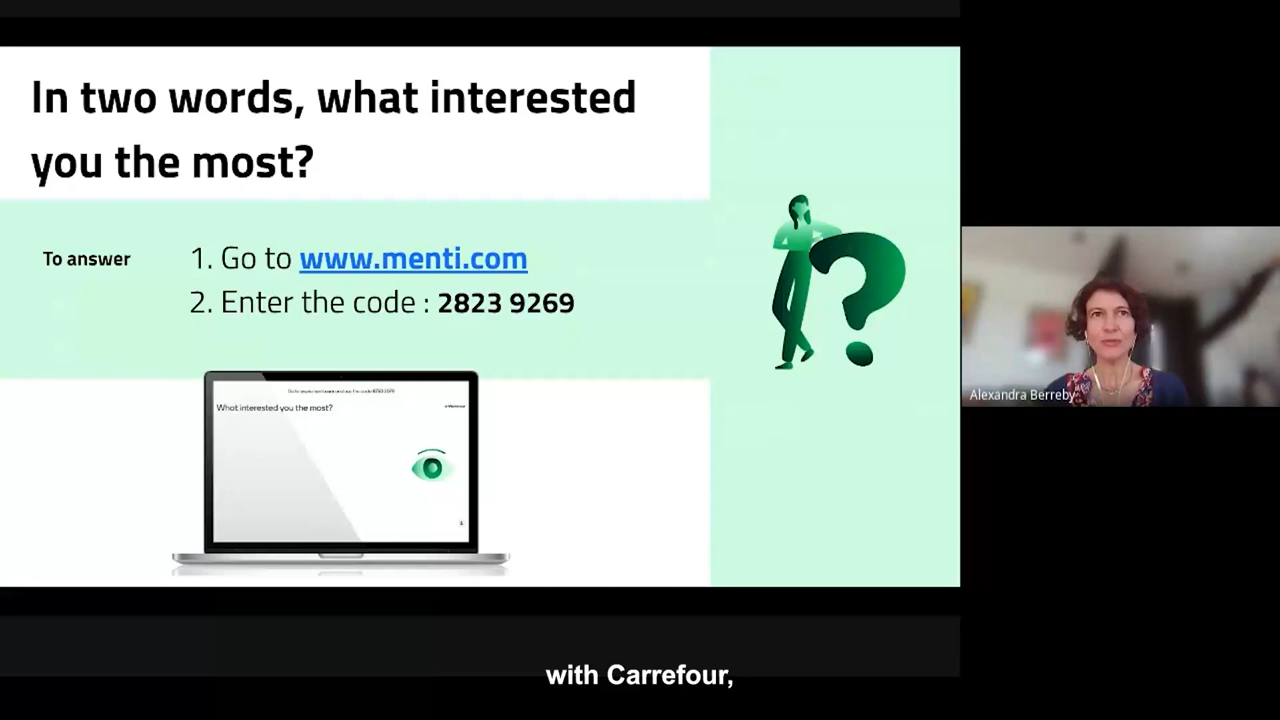 In two words, what interested
you the most?
To answer
1. Go to www.menti.com
2. Enter the code : 2823 9269
What interested you the most?
Alexandra Berreby
with Carrefour,